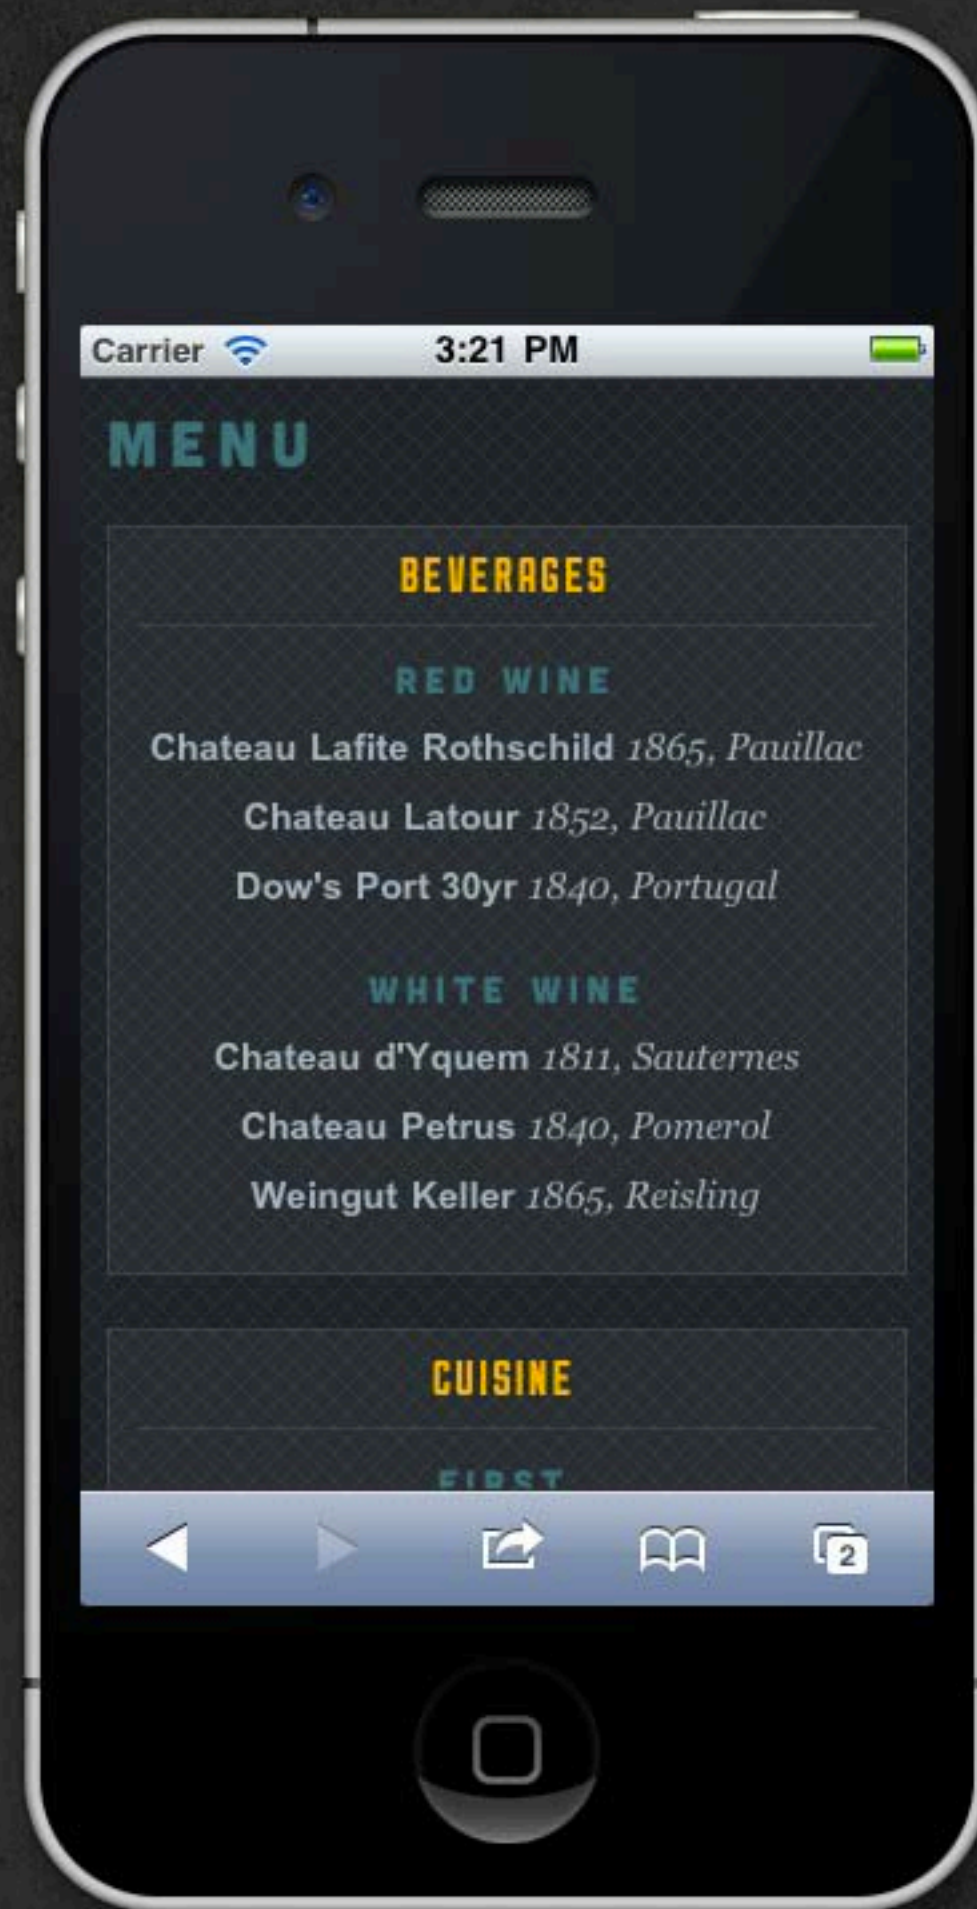 Carrier 3:21 PM
MENU
BEVERAGES
RED WINE
Chateau Lafite Rothschild 1865, Pauillac
Chateau Latour 1852, Pauillac
Dow's Port 30yr 1840, Portugal
WHITE WINE
Chateau d'Yquem 1811, Sauternes
Chateau Petrus 1840, Pomerol
Weingut Keller 1865, Reisling
CUISINE
FIRST
2